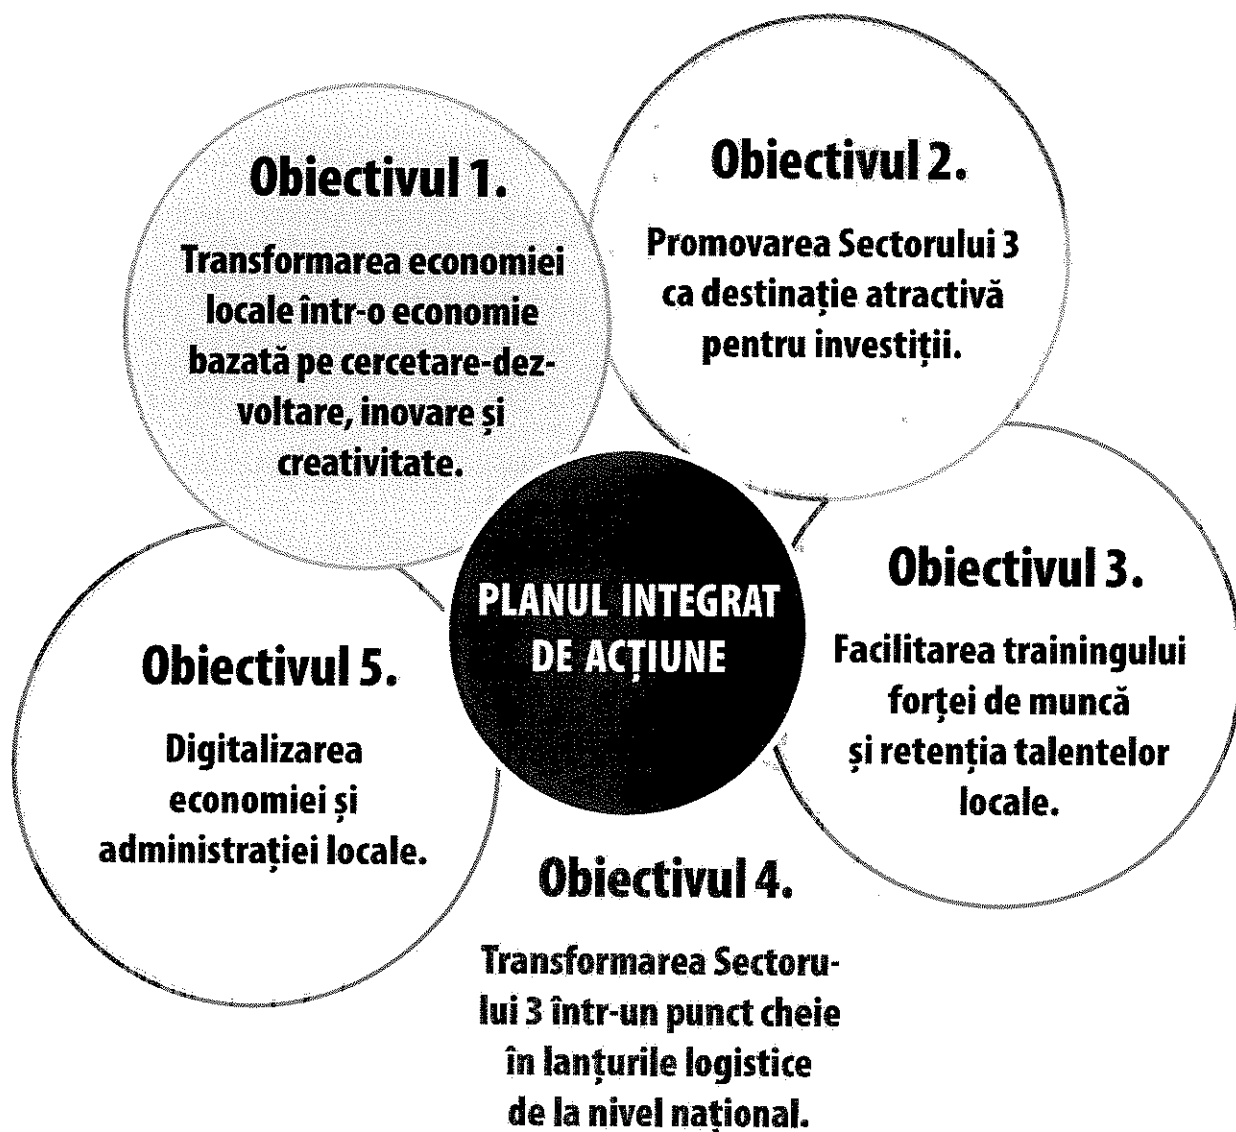 Obiectivul 1.
Transformarea economiei
locale într-o economie
bazată pe cercetare-dez-
voltare, inovare și
creativitate.
Obiectivul 2.
Promovarea Sectorului 3
ca destinație atractivă
pentru investiții.
Obiectivul 3.
Facilitarea trainingului
forței de muncă
și retenția talentelor
locale.
Obiectivul 4.
Transformarea Sectoru-
lui 3 într-un punct cheie
în lanțurile logistice
de la nivel național.
Obiectivul 5.
Digitalizarea
economiei și
administrației locale.
PLANUL INTEGRAT
DE ACȚIUNE